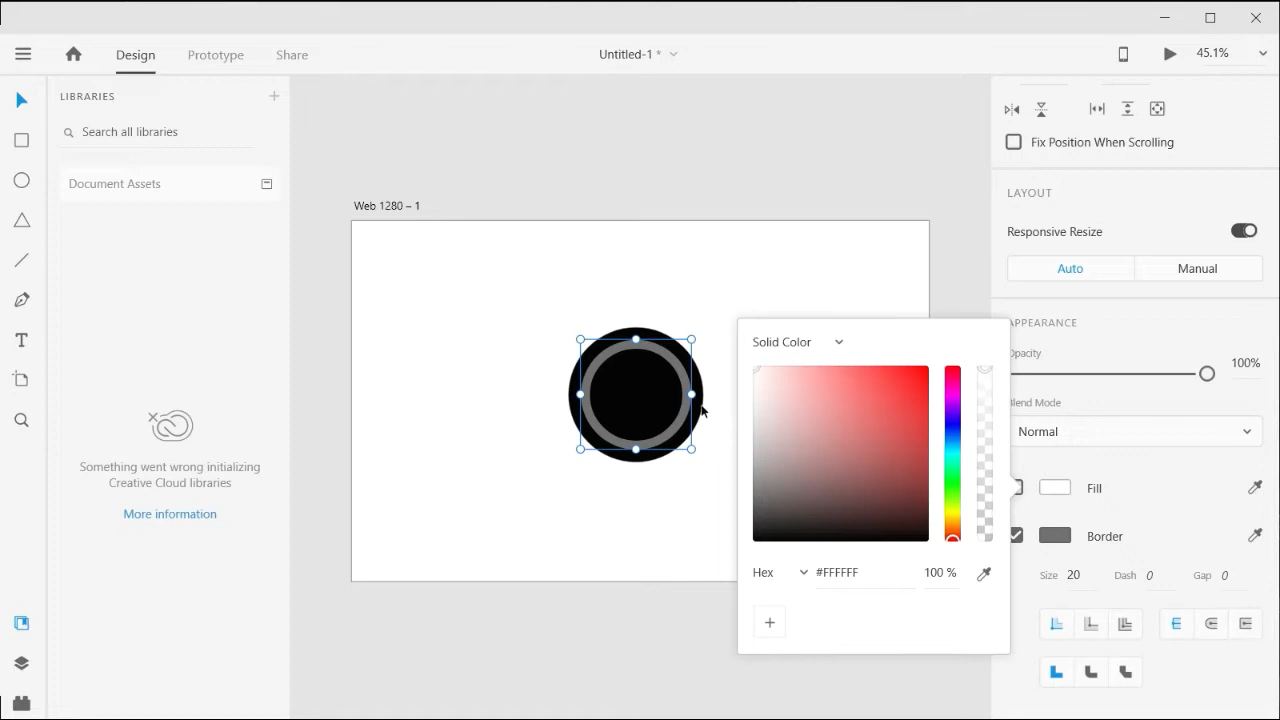 Design
Prototype
Share
Untitled-1 *
45.1%
LIBRARIES
Search all libraries
Document Assets
Something went wrong initializing
Creative Cloud libraries
More information
Web 1280 – 1
Solid Color
Hex
#FFFFFF
100 %
Fix Position When Scrolling
LAYOUT
Responsive Resize
Auto
Manual
APPEARANCE
Opacity
100%
Blend Mode
Normal
Fill
Border
Size 20 Dash 0 Gap 0